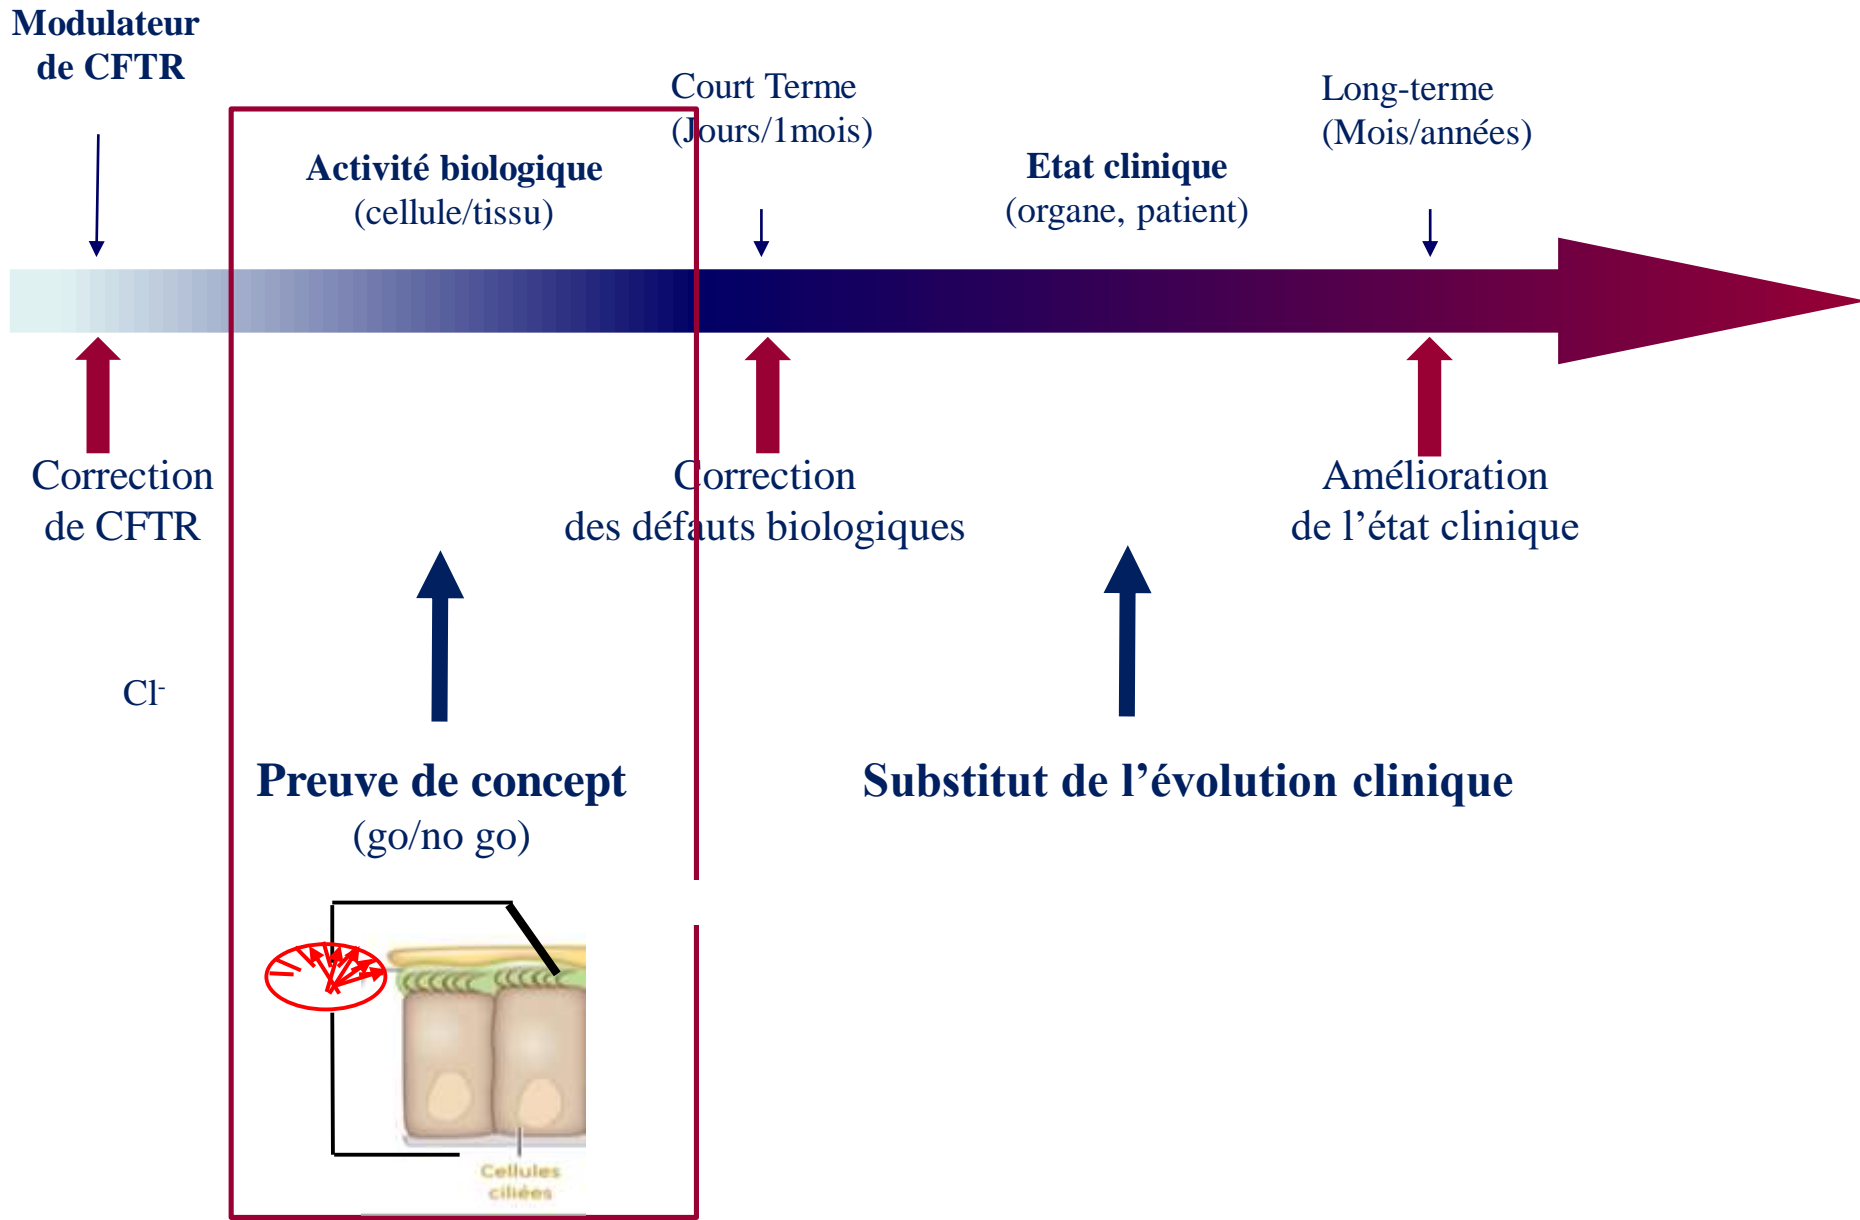 Modulateur
de CFTR
Court Terme
(Jours/1mois)
Long-terme
(Mois/années)
Activité biologique
(cellule/tissu)
Etat clinique
(organe, patient)
Correction
de CFTR
Correction
des défauts biologiques
Amélioration
de l’état clinique
Cl-
Preuve de concept
(go/no go)
Substitut de l’évolution clinique
Cellules
ciliées